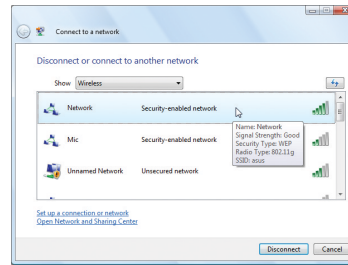 Connect to a network
Disconnect or connect to another network
Show Wireless
Network Security-enabled network
Name: Network
Signal Strength: Good
Security Type: WEP
Radio Type: 802.11g
SSID: asus
Mic Security-enabled network
Unnamed Network Unsecured network
Set up a connection or network
Open Network and Sharing Center
Disconnect Cancel